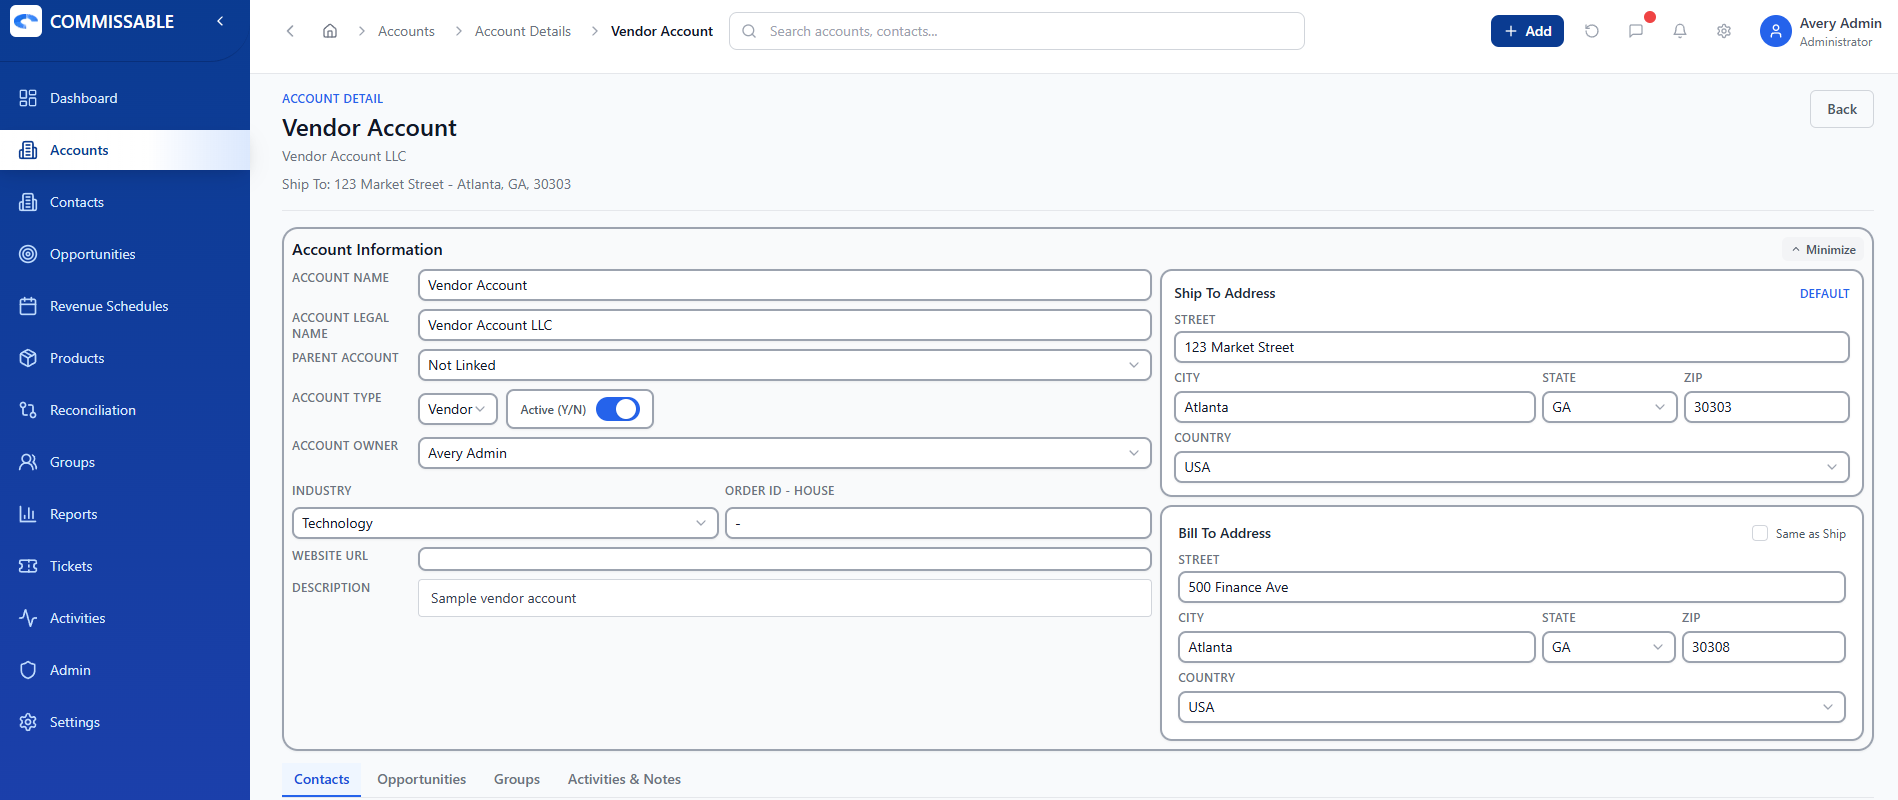 COMMISSABLE
Dashboard
Accounts
Contacts
Opportunities
Revenue Schedules
Products
Reconciliation
Groups
Reports
Tickets
Activities
Admin
Settings
Accounts
Account Details
Vendor Account
Search accounts, contacts...
+ Add
Avery Admin
Administrator
ACCOUNT DETAIL
Vendor Account
Vendor Account LLC
Ship To: 123 Market Street - Atlanta, GA, 30303
Back
Account Information
Minimize
ACCOUNT NAME
Vendor Account
ACCOUNT LEGAL
NAME
Vendor Account LLC
PARENT ACCOUNT
Not Linked
ACCOUNT TYPE
Vendor
Active (Y/N)
ACCOUNT OWNER
Avery Admin
INDUSTRY
ORDER ID - HOUSE
Technology
-
WEBSITE URL
DESCRIPTION
Sample vendor account
Ship To Address
DEFAULT
STREET
123 Market Street
CITY STATE ZIP
Atlanta GA 30303
COUNTRY
USA
Bill To Address
Same as Ship
STREET
500 Finance Ave
CITY STATE ZIP
Atlanta GA 30308
COUNTRY
USA
Contacts Opportunities Groups Activities & Notes